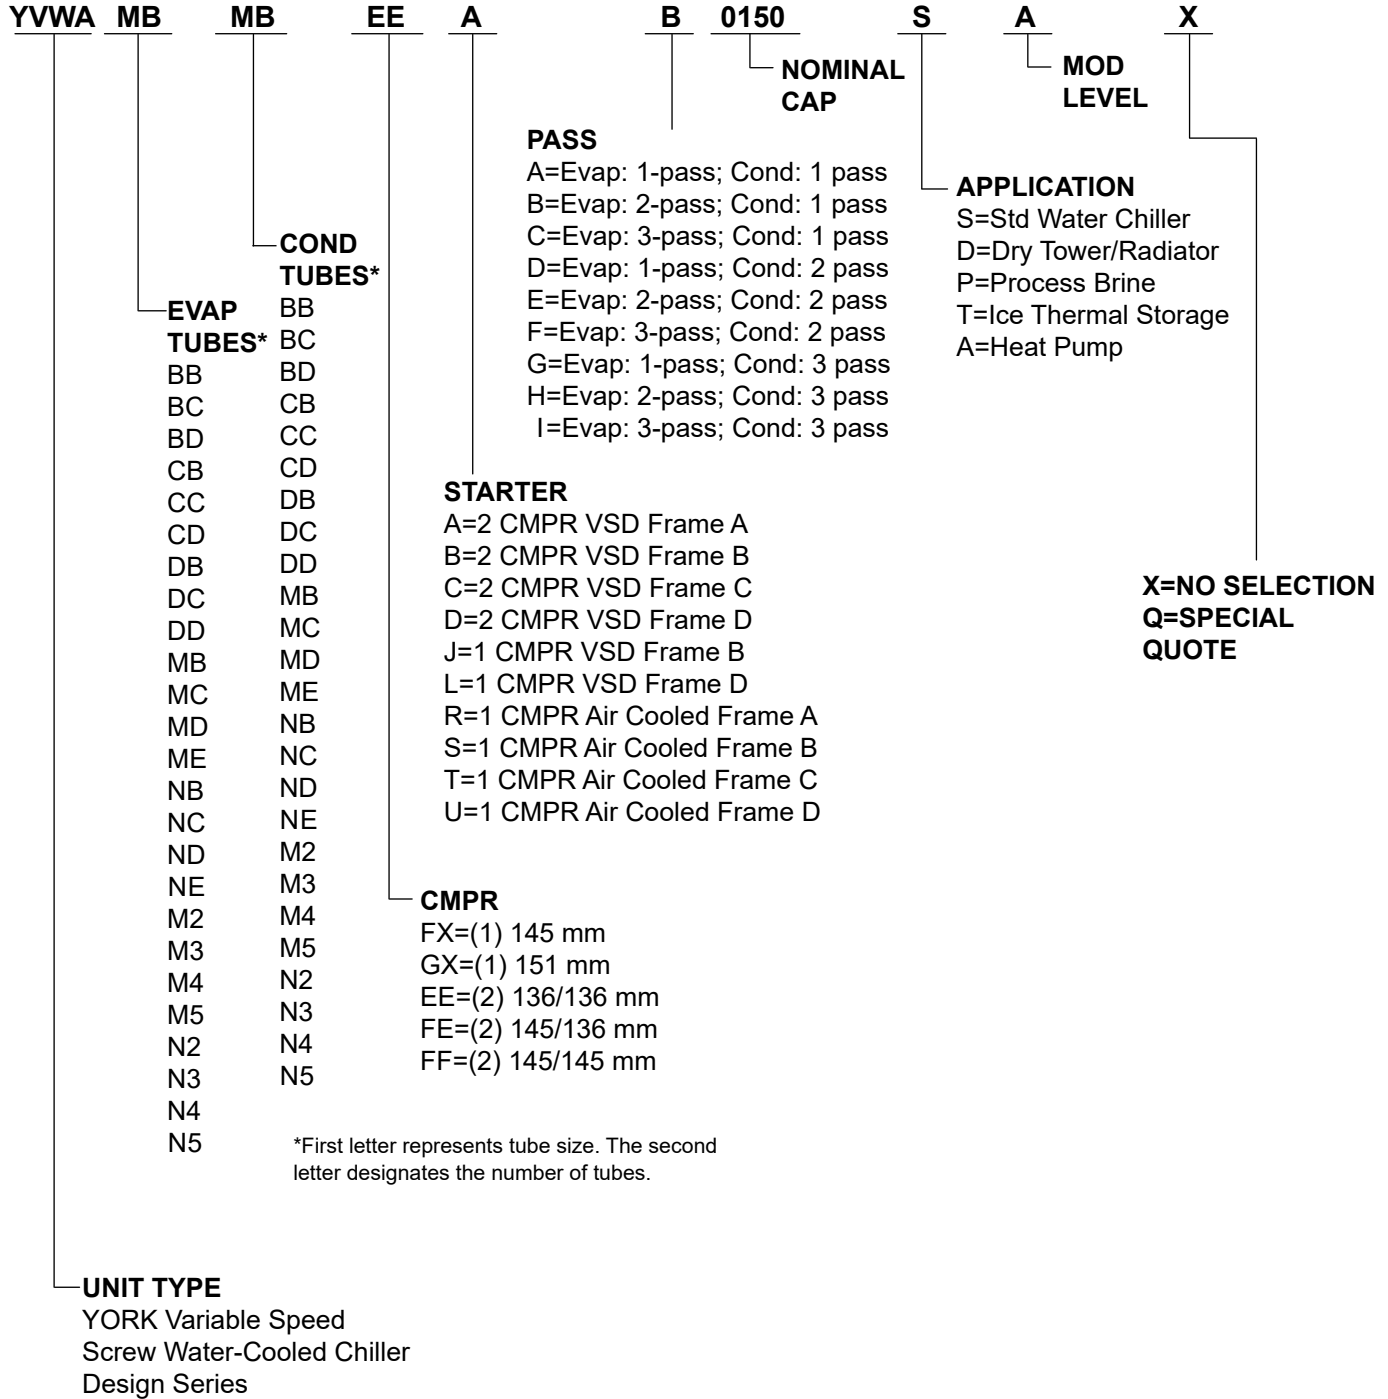 YVWA MB MB EE A B 0150 S A X
NOMINAL
CAP
MOD
LEVEL
PASS
A=Evap: 1-pass; Cond: 1 pass
B=Evap: 2-pass; Cond: 1 pass
C=Evap: 3-pass; Cond: 1 pass
D=Evap: 1-pass; Cond: 2 pass
E=Evap: 2-pass; Cond: 2 pass
F=Evap: 3-pass; Cond: 2 pass
G=Evap: 1-pass; Cond: 3 pass
H=Evap: 2-pass; Cond: 3 pass
I=Evap: 3-pass; Cond: 3 pass
APPLICATION
S=Std Water Chiller
D=Dry Tower/Radiator
P=Process Brine
T=Ice Thermal Storage
A=Heat Pump
COND
TUBES*
BB
BC
BD
CB
CC
CD
DB
DC
DD
MB
MC
MD
ME
NB
NC
ND
NE
M2
M3
M4
M5
N2
N3
N4
N5
EVAP
TUBES*
BB
BC
BD
CB
CC
CD
DB
DC
DD
MB
MC
MD
ME
NB
NC
ND
NE
M2
M3
M4
M5
N2
N3
N4
N5
STARTER
A=2 CMPR VSD Frame A
B=2 CMPR VSD Frame B
C=2 CMPR VSD Frame C
D=2 CMPR VSD Frame D
J=1 CMPR VSD Frame B
L=1 CMPR VSD Frame D
R=1 CMPR Air Cooled Frame A
S=1 CMPR Air Cooled Frame B
T=1 CMPR Air Cooled Frame C
U=1 CMPR Air Cooled Frame D
X=NO SELECTION
Q=SPECIAL
QUOTE
CMPR
FX=(1) 145 mm
GX=(1) 151 mm
EE=(2) 136/136 mm
FE=(2) 145/136 mm
FF=(2) 145/145 mm
*First letter represents tube size. The second
letter designates the number of tubes.
UNIT TYPE
YORK Variable Speed
Screw Water-Cooled Chiller
Design Series